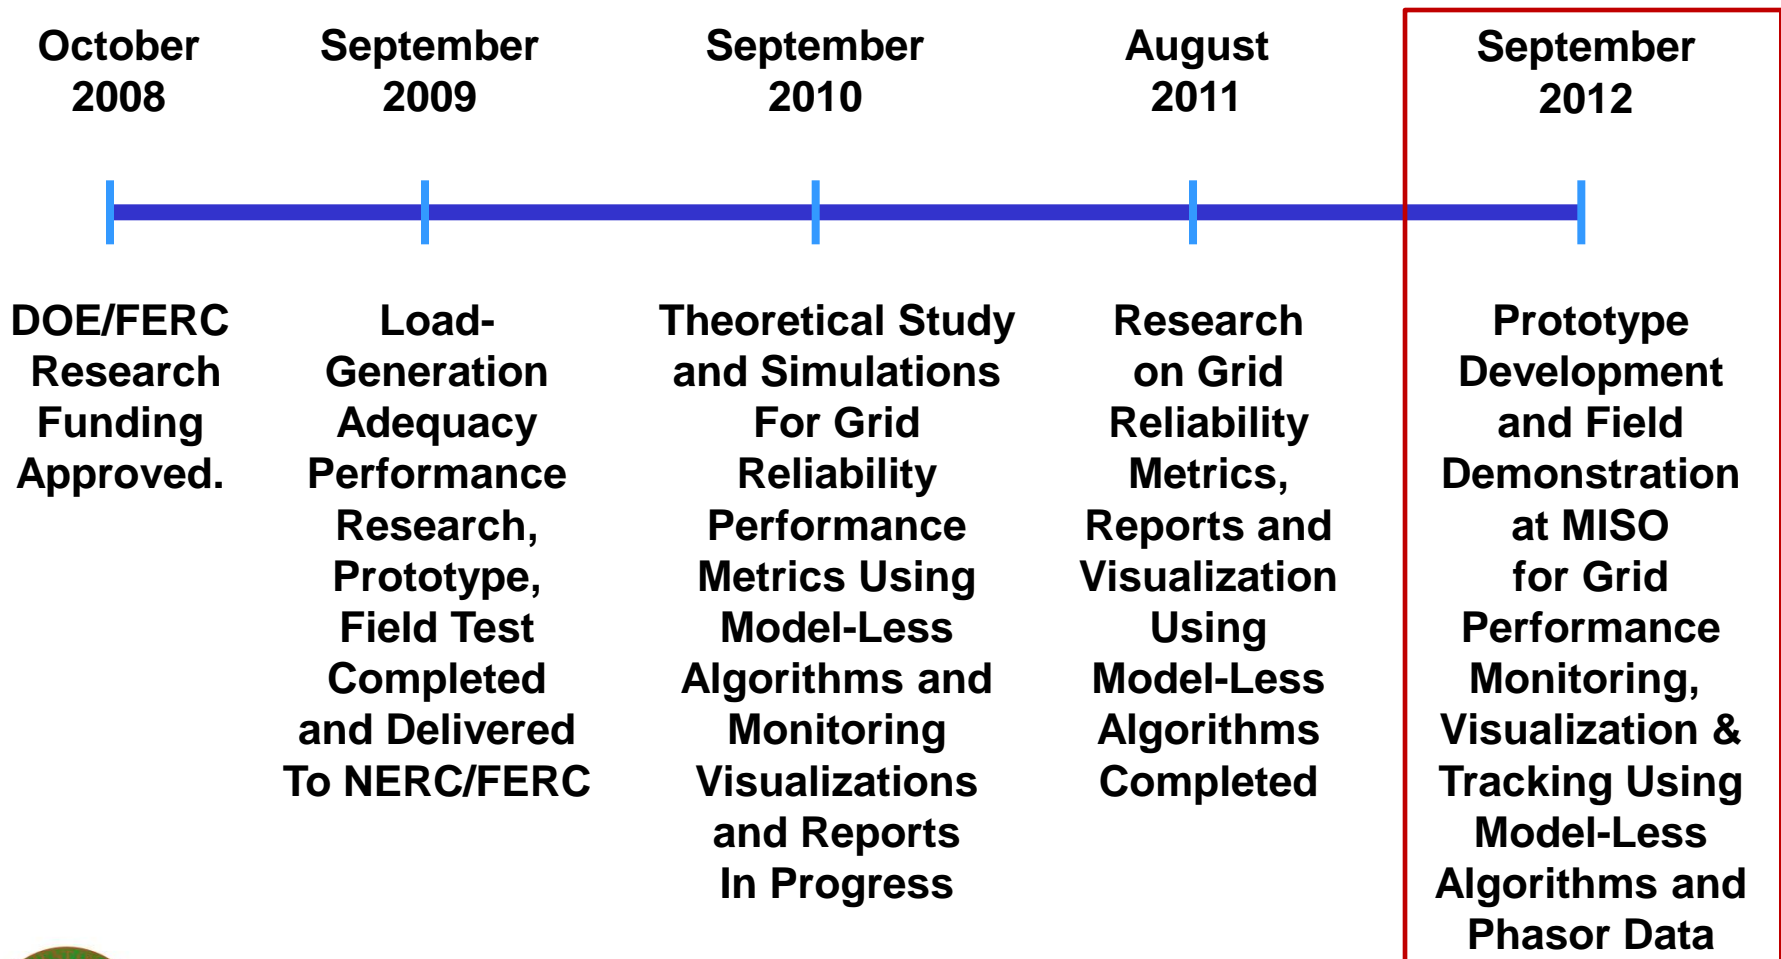 October
2008
September
2009
September
2010
August
2011
September
2012
DOE/FERC
Research
Funding
Approved.
Load-
Generation
Adequacy
Performance
Research,
Prototype,
Field Test
Completed
and Delivered
To NERC/FERC
Theoretical Study
and Simulations
For Grid
Reliability
Performance
Metrics Using
Model-Less
Algorithms and
Monitoring
Visualizations
and Reports
In Progress
Research
on Grid
Reliability
Metrics,
Reports and
Visualization
Using
Model-Less
Algorithms
Completed
Prototype
Development
and Field
Demonstration
at MISO
for Grid
Performance
Monitoring,
Visualization &
Tracking Using
Model-Less
Algorithms and
Phasor Data